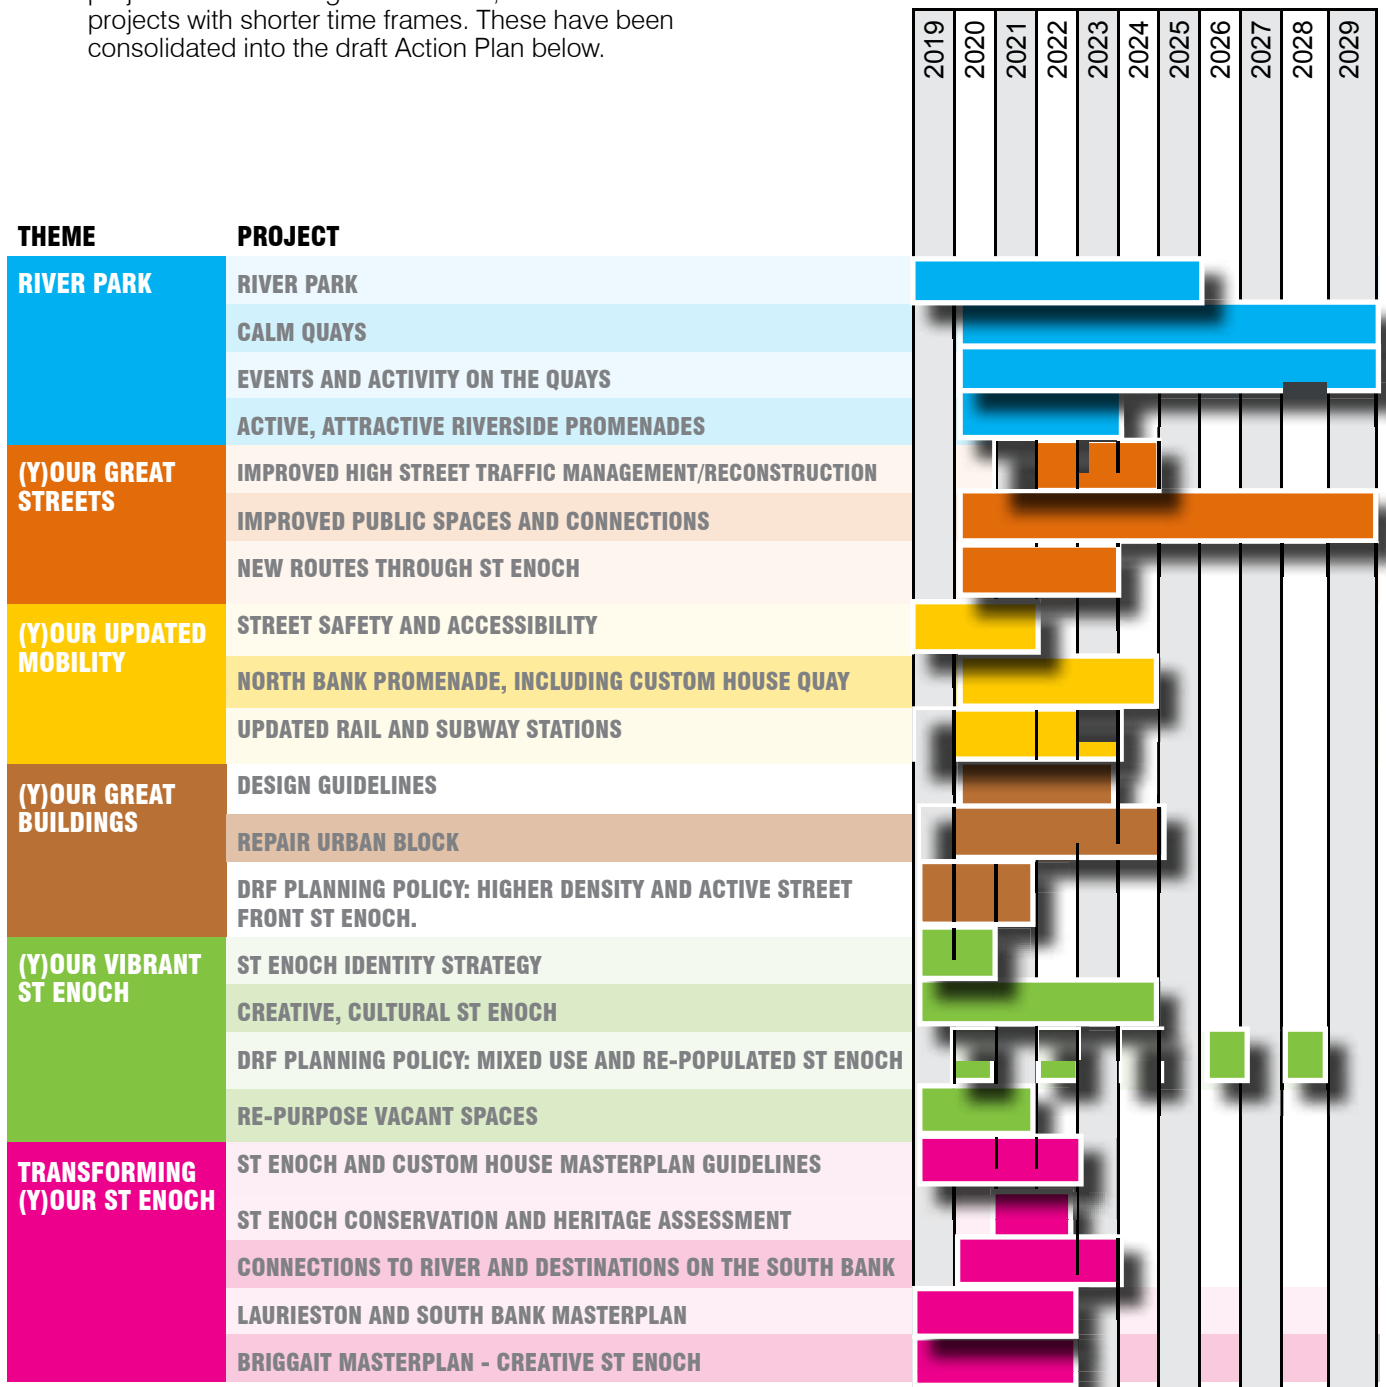 projects with shorter time frames. These have been
consolidated into the draft Action Plan below.
2019 2020 2021 2022 2023 2024 2025 2026 2027 2028 2029
THEME PROJECT
RIVER PARK
RIVER PARK
CALM QUAYS
EVENTS AND ACTIVITY ON THE QUAYS
ACTIVE, ATTRACTIVE RIVERSIDE PROMENADES
(Y)OUR GREAT
STREETS
IMPROVED HIGH STREET TRAFFIC MANAGEMENT/RECONSTRUCTION
IMPROVED PUBLIC SPACES AND CONNECTIONS
NEW ROUTES THROUGH ST ENOCH
(Y)OUR UPDATED
MOBILITY
STREET SAFETY AND ACCESSIBILITY
NORTH BANK PROMENADE, INCLUDING CUSTOM HOUSE QUAY
UPDATED RAIL AND SUBWAY STATIONS
(Y)OUR GREAT
BUILDINGS
DESIGN GUIDELINES
REPAIR URBAN BLOCK
DRF PLANNING POLICY: HIGHER DENSITY AND ACTIVE STREET
FRONT ST ENOCH.
(Y)OUR VIBRANT
ST ENOCH
ST ENOCH IDENTITY STRATEGY
CREATIVE, CULTURAL ST ENOCH
DRF PLANNING POLICY: MIXED USE AND RE-POPULATED ST ENOCH
RE-PURPOSE VACANT SPACES
TRANSFORMING
(Y)OUR ST ENOCH
ST ENOCH AND CUSTOM HOUSE MASTERPLAN GUIDELINES
ST ENOCH CONSERVATION AND HERITAGE ASSESSMENT
CONNECTIONS TO RIVER AND DESTINATIONS ON THE SOUTH BANK
LAURIESTON AND SOUTH BANK MASTERPLAN
BRIGGAIT MASTERPLAN - CREATIVE ST ENOCH